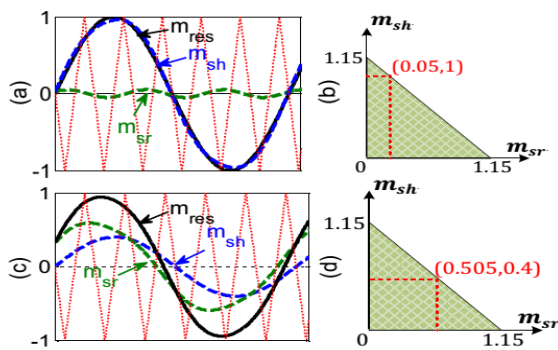 1
m_res
m_sh
(a)
0
m_sr
-1
m_sh
1.15
(0.05,1)
(b)
m_sr
0
1.15
1
m_res
m_sh
(c)
0
m_sr
-1
m_sh
1.15
(0.505,0.4)
(d)
m_sr
0
1.15